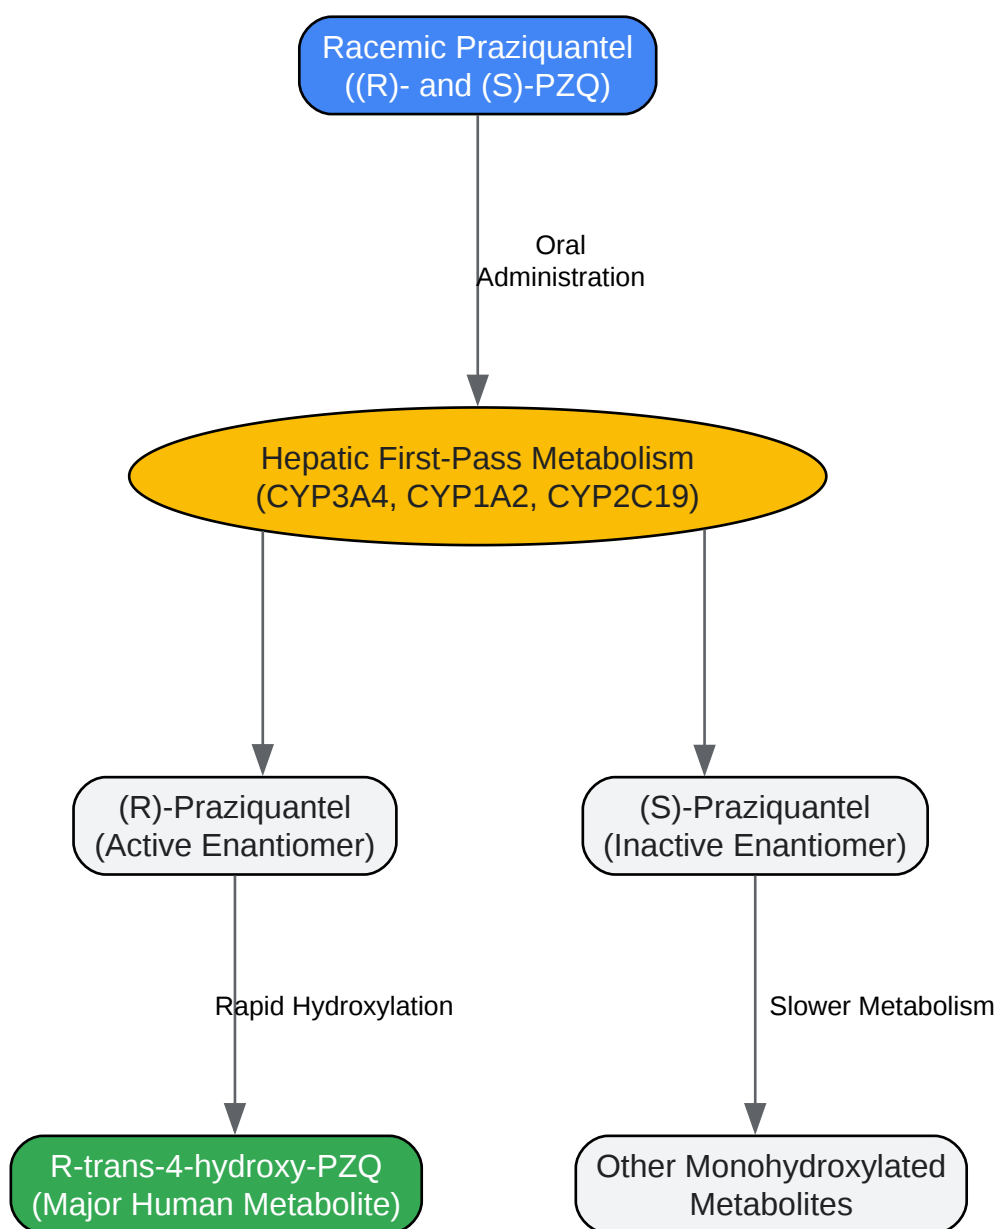 Racemic Praziquantel
((R)- and (S)-PZQ)
Oral
Administration
Hepatic First-Pass Metabolism
(CYP3A4, CYP1A2, CYP2C19)
(R)-Praziquantel
(Active Enantiomer)
(S)-Praziquantel
(Inactive Enantiomer)
Rapid Hydroxylation
Slower Metabolism
R-trans-4-hydroxy-PZQ
(Major Human Metabolite)
Other Monohydroxylated
Metabolites